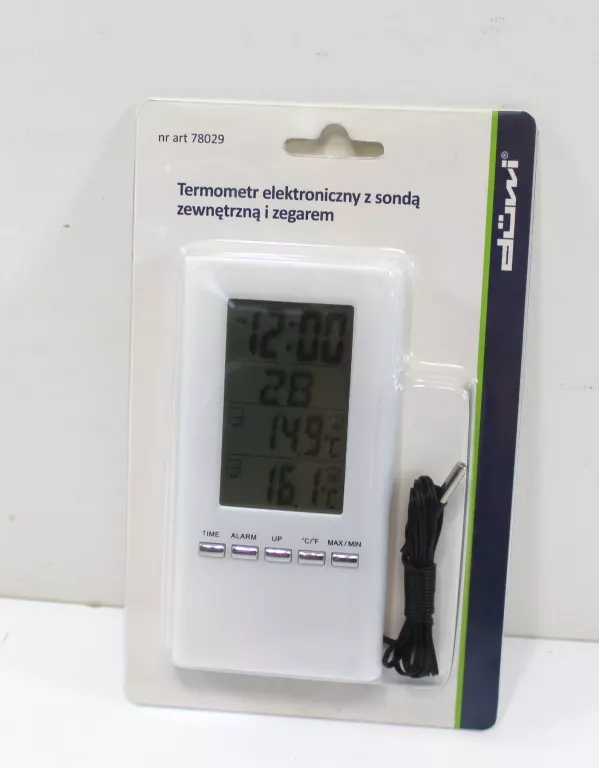 nr art 78029
düwi®
Termometr elektroniczny z sondą
zewnętrzną i zegarem
12:00
28
14.9°C
16.1°C
TIME ALARM UP °C/°F MAX/MIN